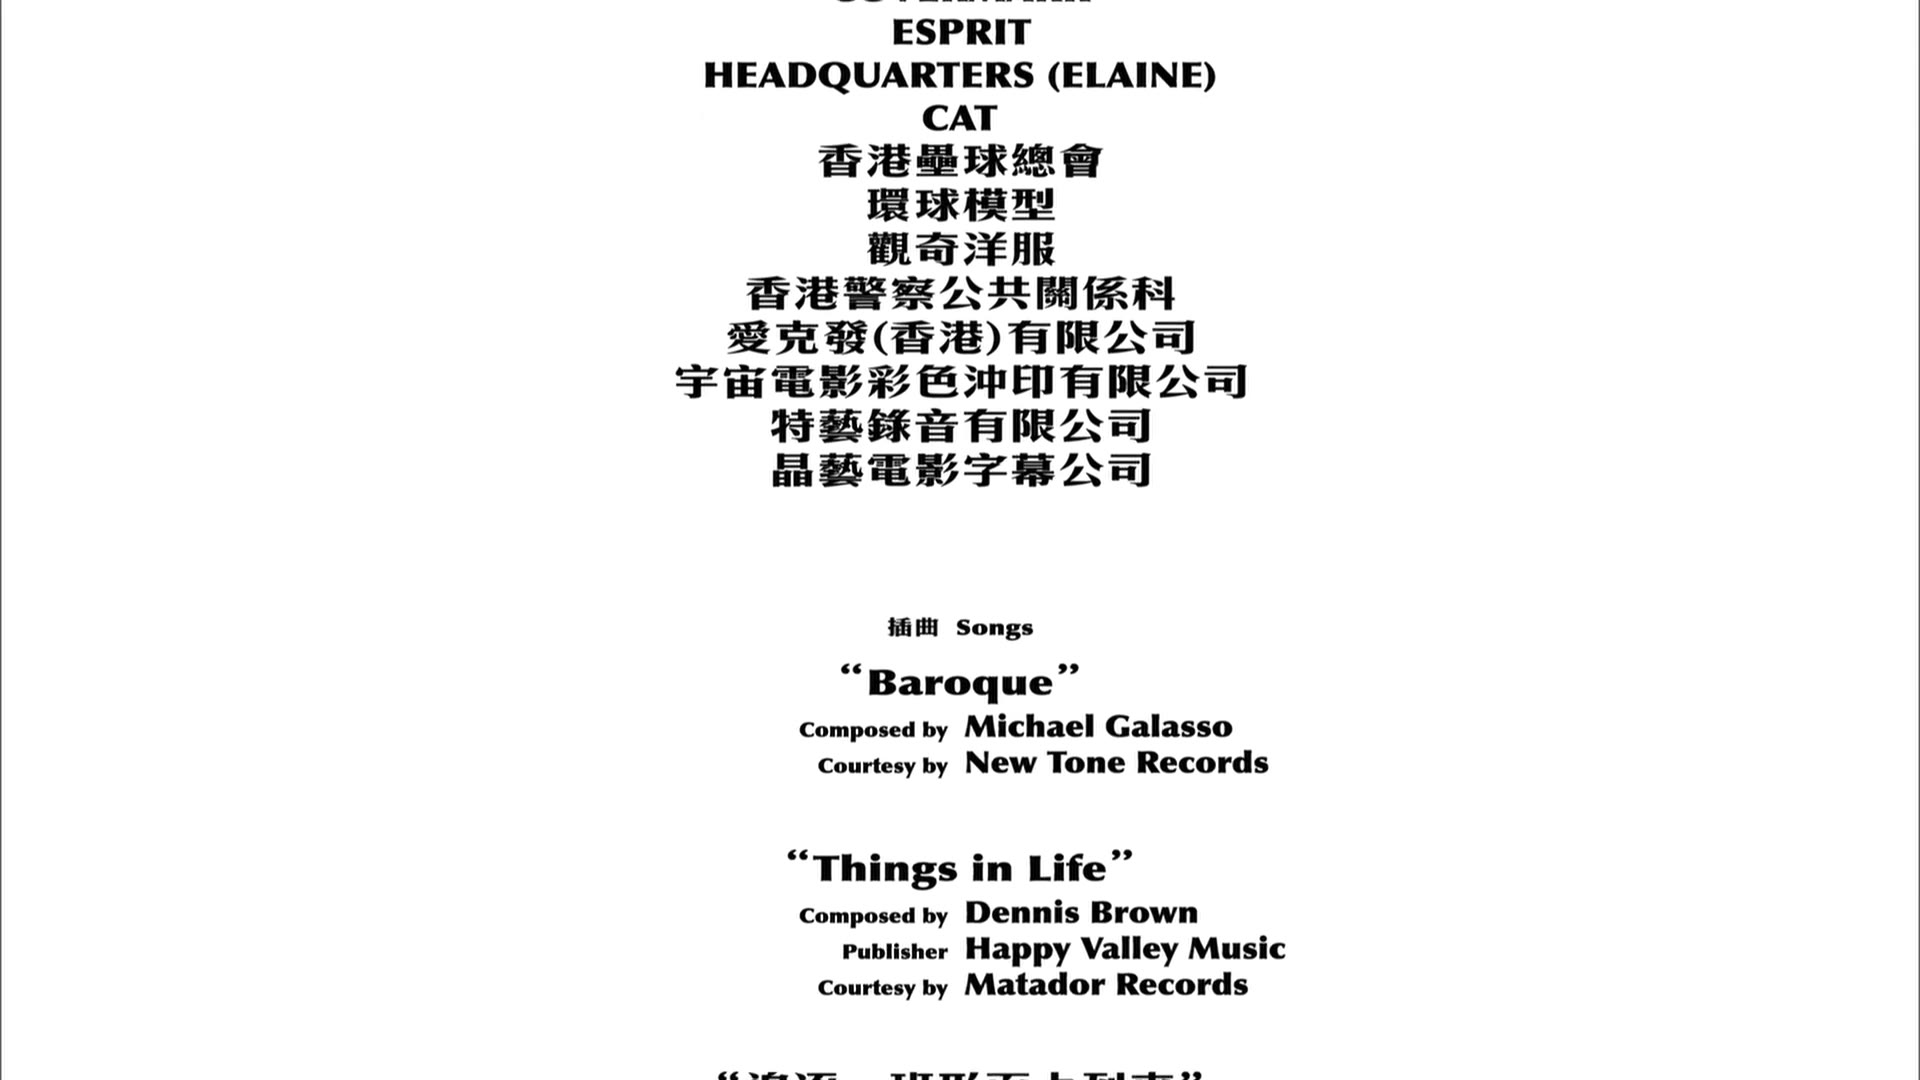 ESPRIT
HEADQUARTERS (ELAINE)
CAT
香港壘球總會
環球模型
觀奇洋服
香港警察公共關係科
愛克發(香港)有限公司
宇宙電影彩色沖印有限公司
特藝錄音有限公司
晶藝電影字幕公司
插曲 Songs
“Baroque”
Composed by Michael Galasso
Courtesy by New Tone Records
“Things in Life”
Composed by Dennis Brown
Publisher Happy Valley Music
Courtesy by Matador Records